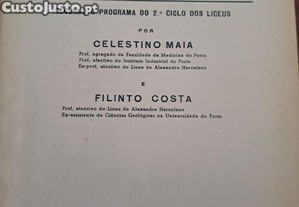 CustoJusto.pt
PROGRAMA DO 2.º CICLO DOS LICEUS
POR
CELESTINO MAIA
Prof. agregado da Faculdade de Medicina do Porto
Prof. efectivo do Instituto Industrial do Porto
Ex-prof. efectivo do Liceu de Alexandre Herculano
E
FILINTO COSTA
Prof. efectivo do Liceu de Alexandre Herculano
Ex-assistente de Ciências Geológicas na Universidade do Porto